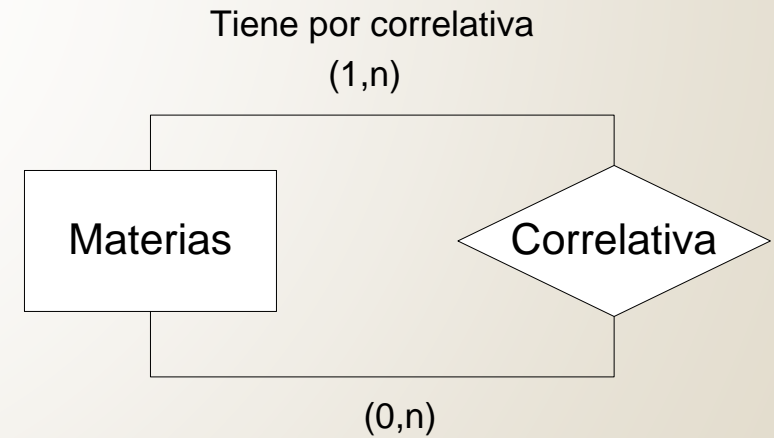 Tiene por correlativa
(1,n)
Materias
Correlativa
(0,n)